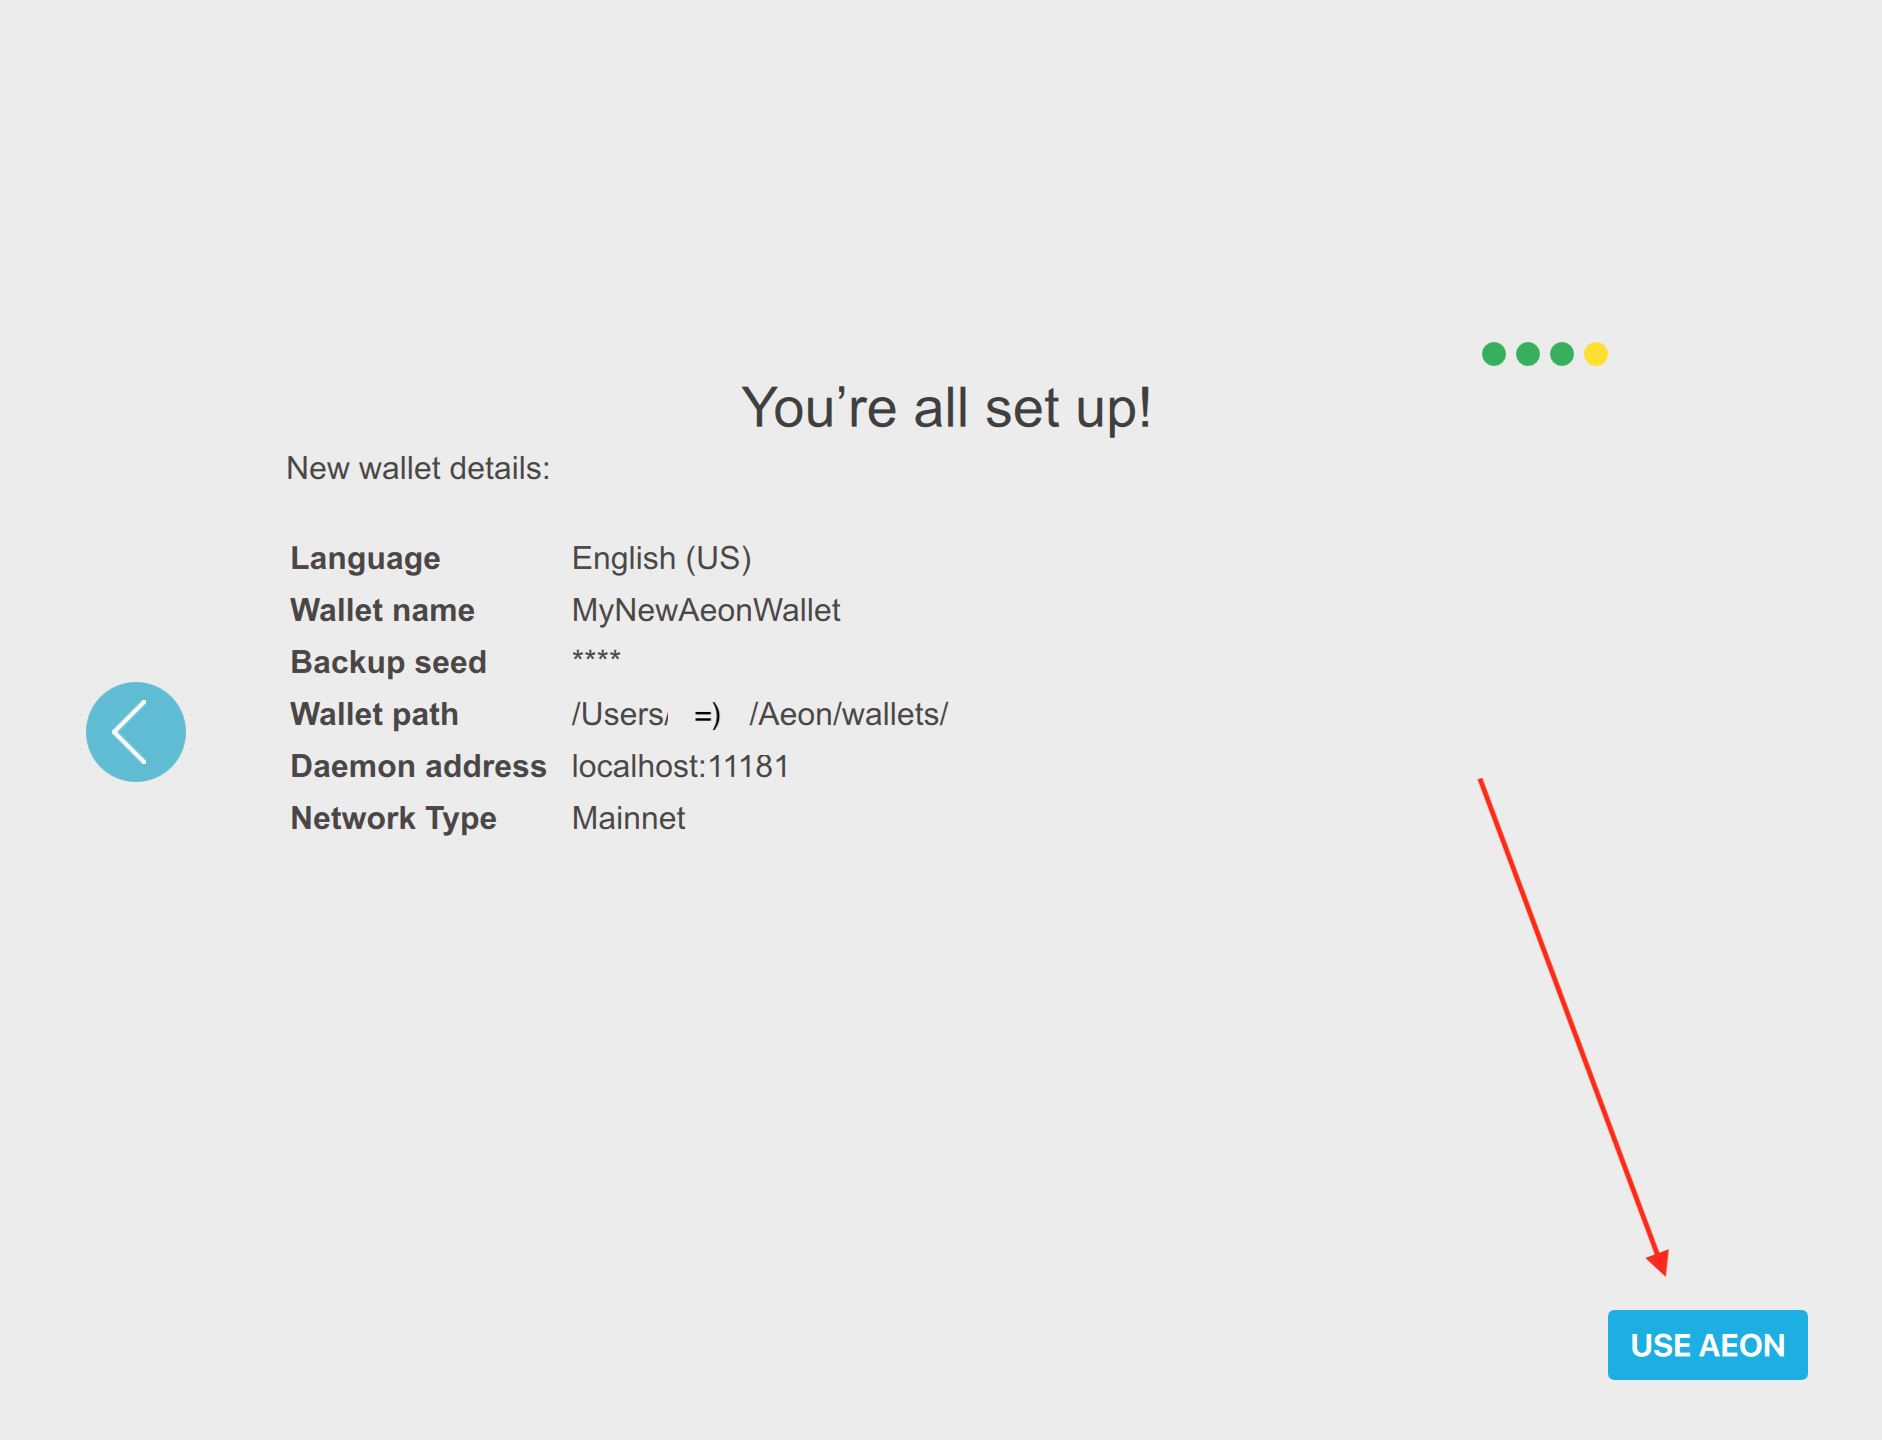 You’re all set up!
New wallet details:
Language English (US)
Wallet name MyNewAeonWallet
Backup seed ****
Wallet path /Users/ =) /Aeon/wallets/
Daemon address localhost:11181
Network Type Mainnet
USE AEON